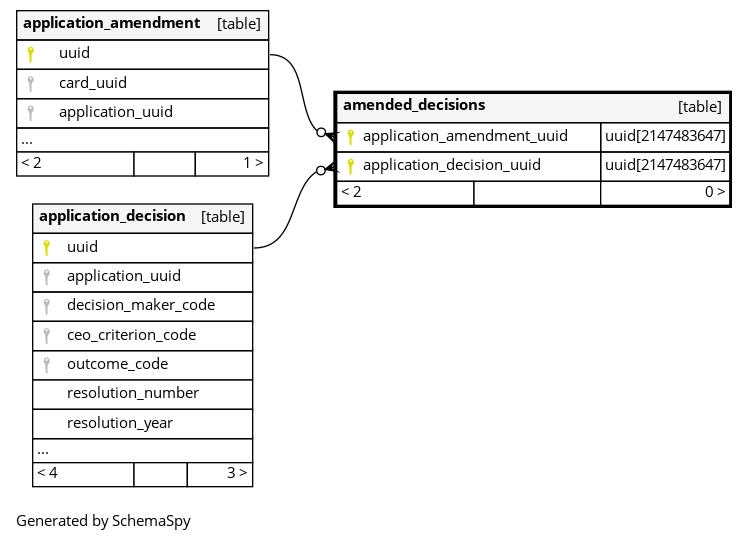 application_amendment [table]
uuid
card_uuid
application_uuid
...
< 2 1 >
amended_decisions [table]
application_amendment_uuid uuid[2147483647]
application_decision_uuid uuid[2147483647]
< 2 0 >
application_decision [table]
uuid
application_uuid
decision_maker_code
ceo_criterion_code
outcome_code
resolution_number
resolution_year
...
< 4 3 >
Generated by SchemaSpy